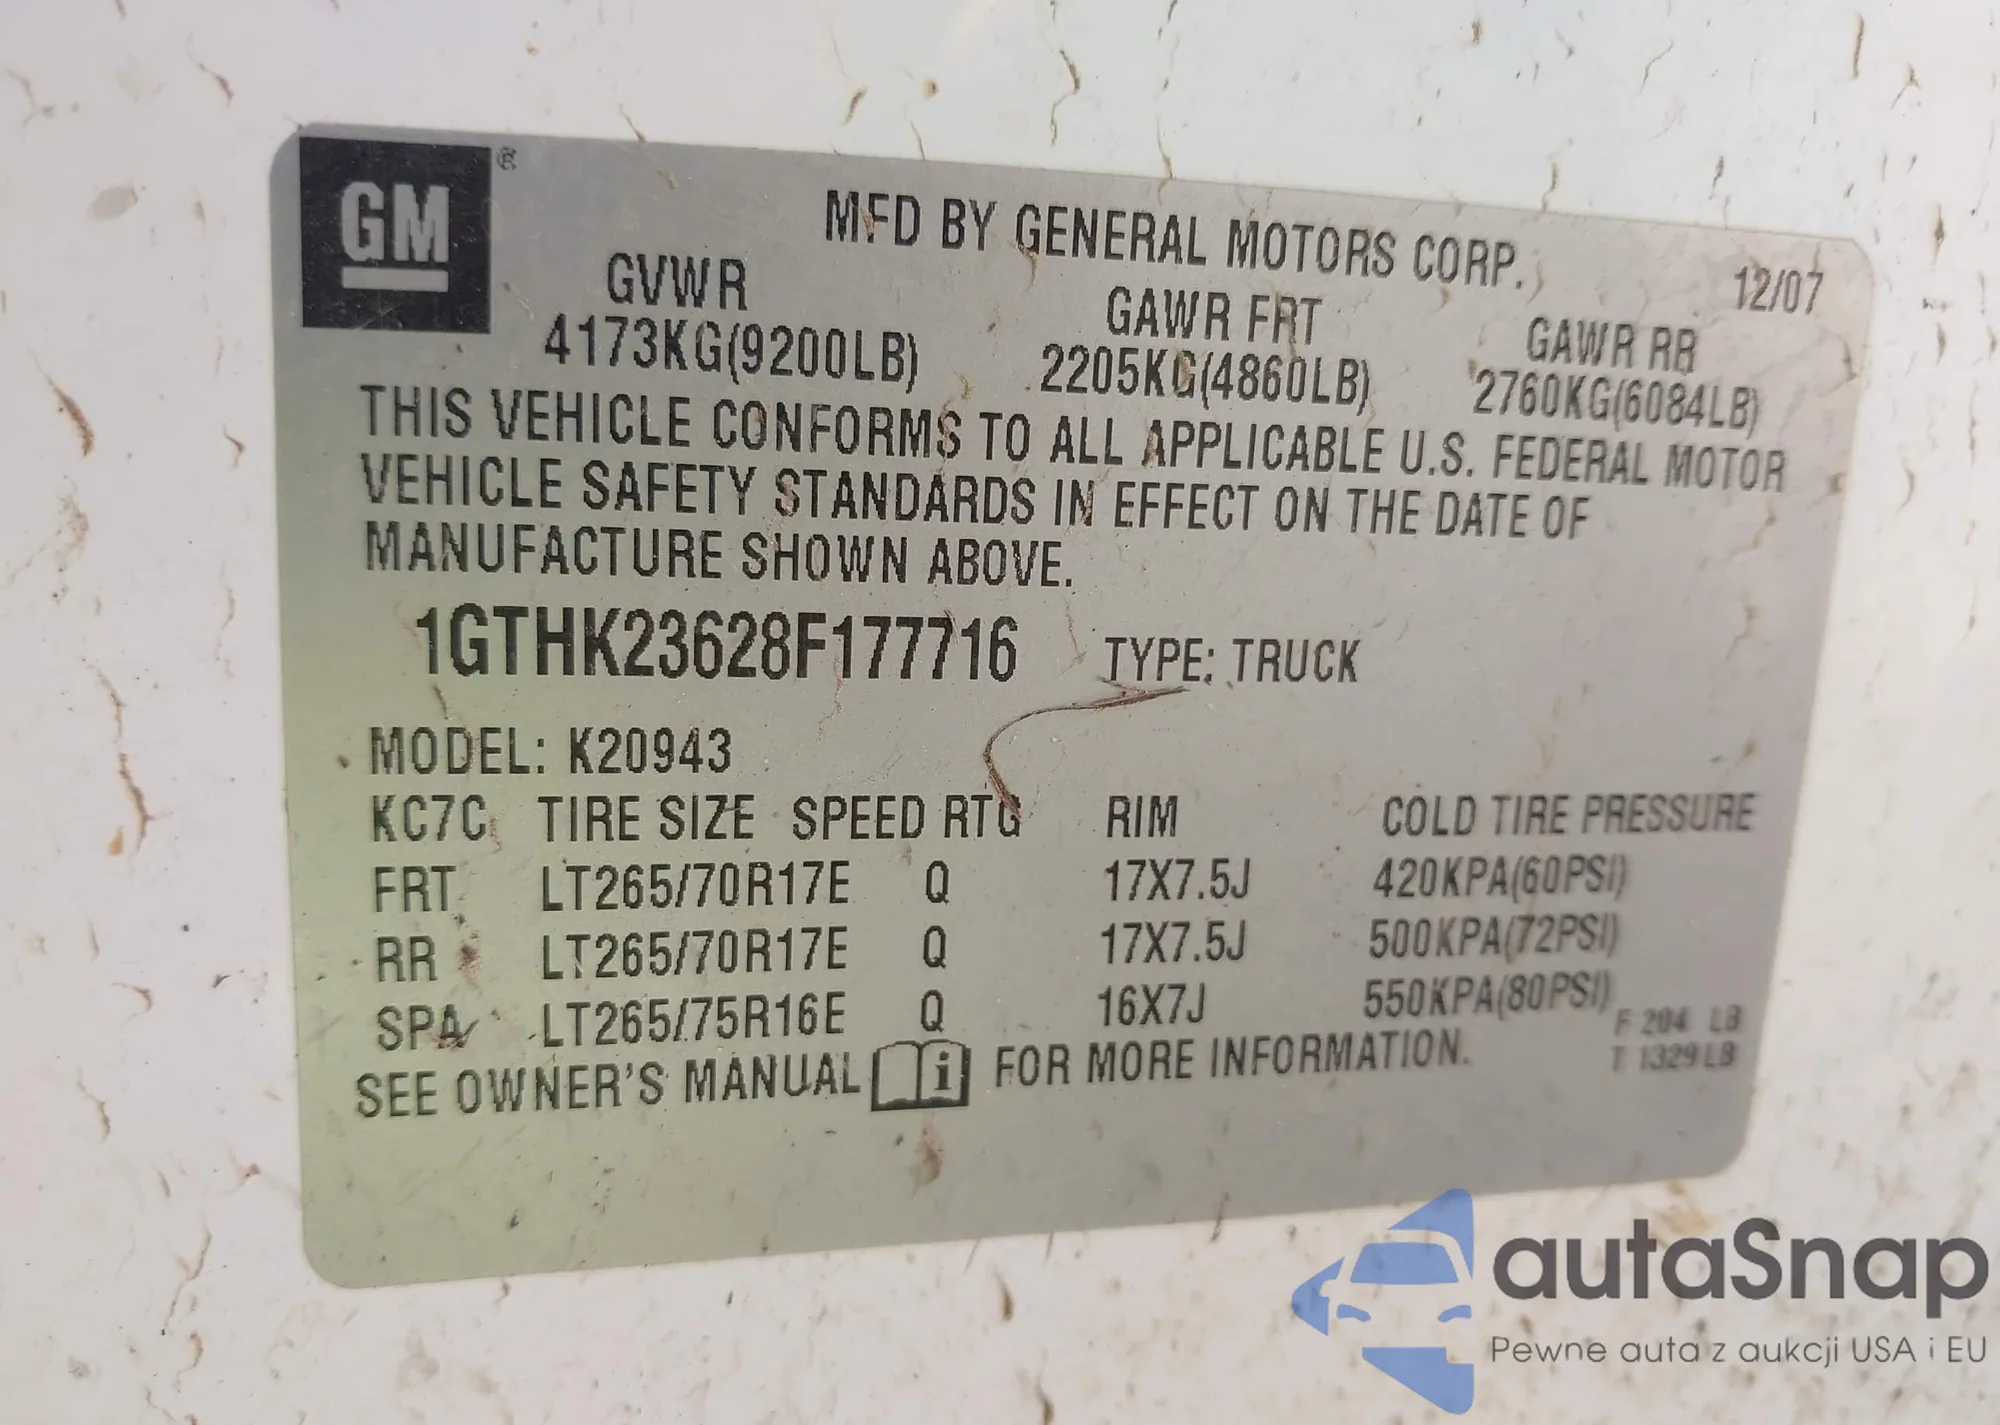 GM ®
MFD BY GENERAL MOTORS CORP. 12/07
GVWR GAWR FRT GAWR RR
4173KG(9200LB) 2205KG(4860LB) 2760KG(6084LB)
THIS VEHICLE CONFORMS TO ALL APPLICABLE U.S. FEDERAL MOTOR
VEHICLE SAFETY STANDARDS IN EFFECT ON THE DATE OF
MANUFACTURE SHOWN ABOVE.
1GTHK23628F177716 TYPE: TRUCK
MODEL: K20943
KC7C TIRE SIZE SPEED RTG RIM COLD TIRE PRESSURE
FRT LT265/70R17E Q 17X7.5J 420KPA(60PSI)
RR LT265/70R17E Q 17X7.5J 500KPA(72PSI)
SPA LT265/75R16E Q 16X7J 550KPA(80PSI)
F 204 LB
T 1329LB
SEE OWNER'S MANUAL i FOR MORE INFORMATION.
autaSnap
Pewne auta z aukcji USA i EU